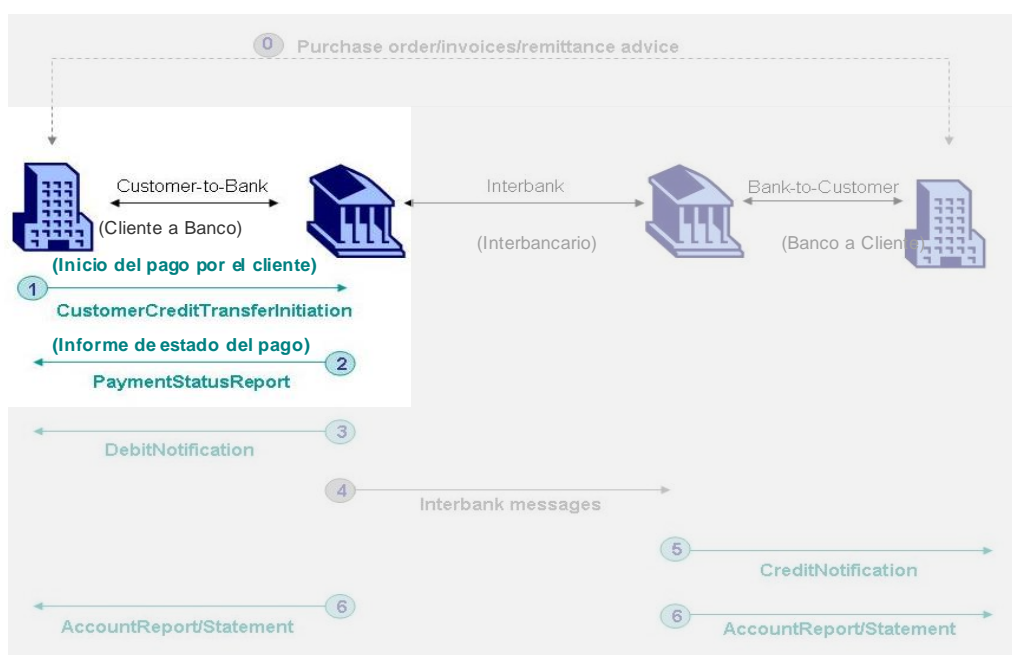 0 Purchase order/invoices/remittance advice
Customer-to-Bank
Interbank
Bank-to-Customer
(Cliente a Banco)
(Interbancario)
(Banco a Cliente)
(Inicio del pago por el cliente)
1
CustomerCreditTransferInitiation
(Informe de estado del pago)
2
PaymentStatusReport
3
DebitNotification
4
Interbank messages
5
CreditNotification
6
AccountReport/Statement
6
AccountReport/Statement